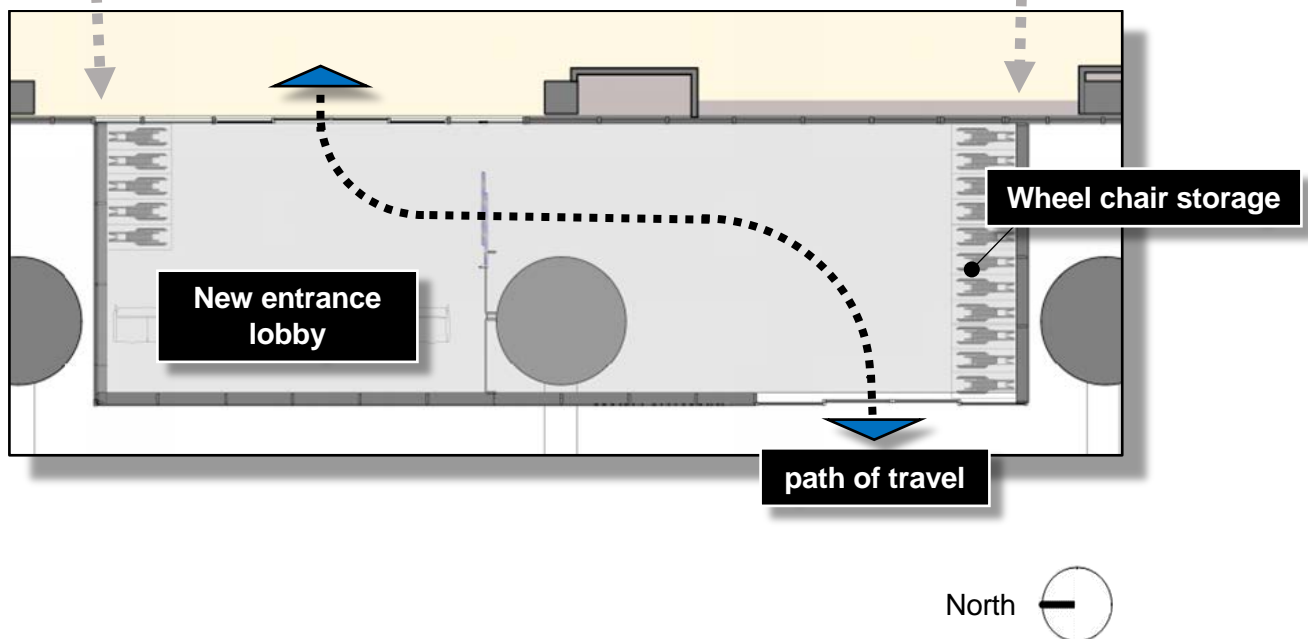 Wheel chair storage
New entrance
lobby
path of travel
North